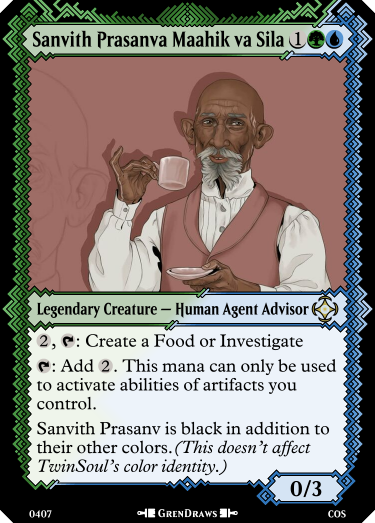 Sanvith Prasanva Maahik va Sila 1
Legendary Creature — Human Agent Advisor
2, : Create a Food or Investigate
: Add 2. This mana can only be used
to activate abilities of artifacts you
control.
Sanvith Prasanv is black in addition to
their other colors.(This doesn't affect
TwinSoul's color identity.)
0/3
0407 GRENDRAWS COS